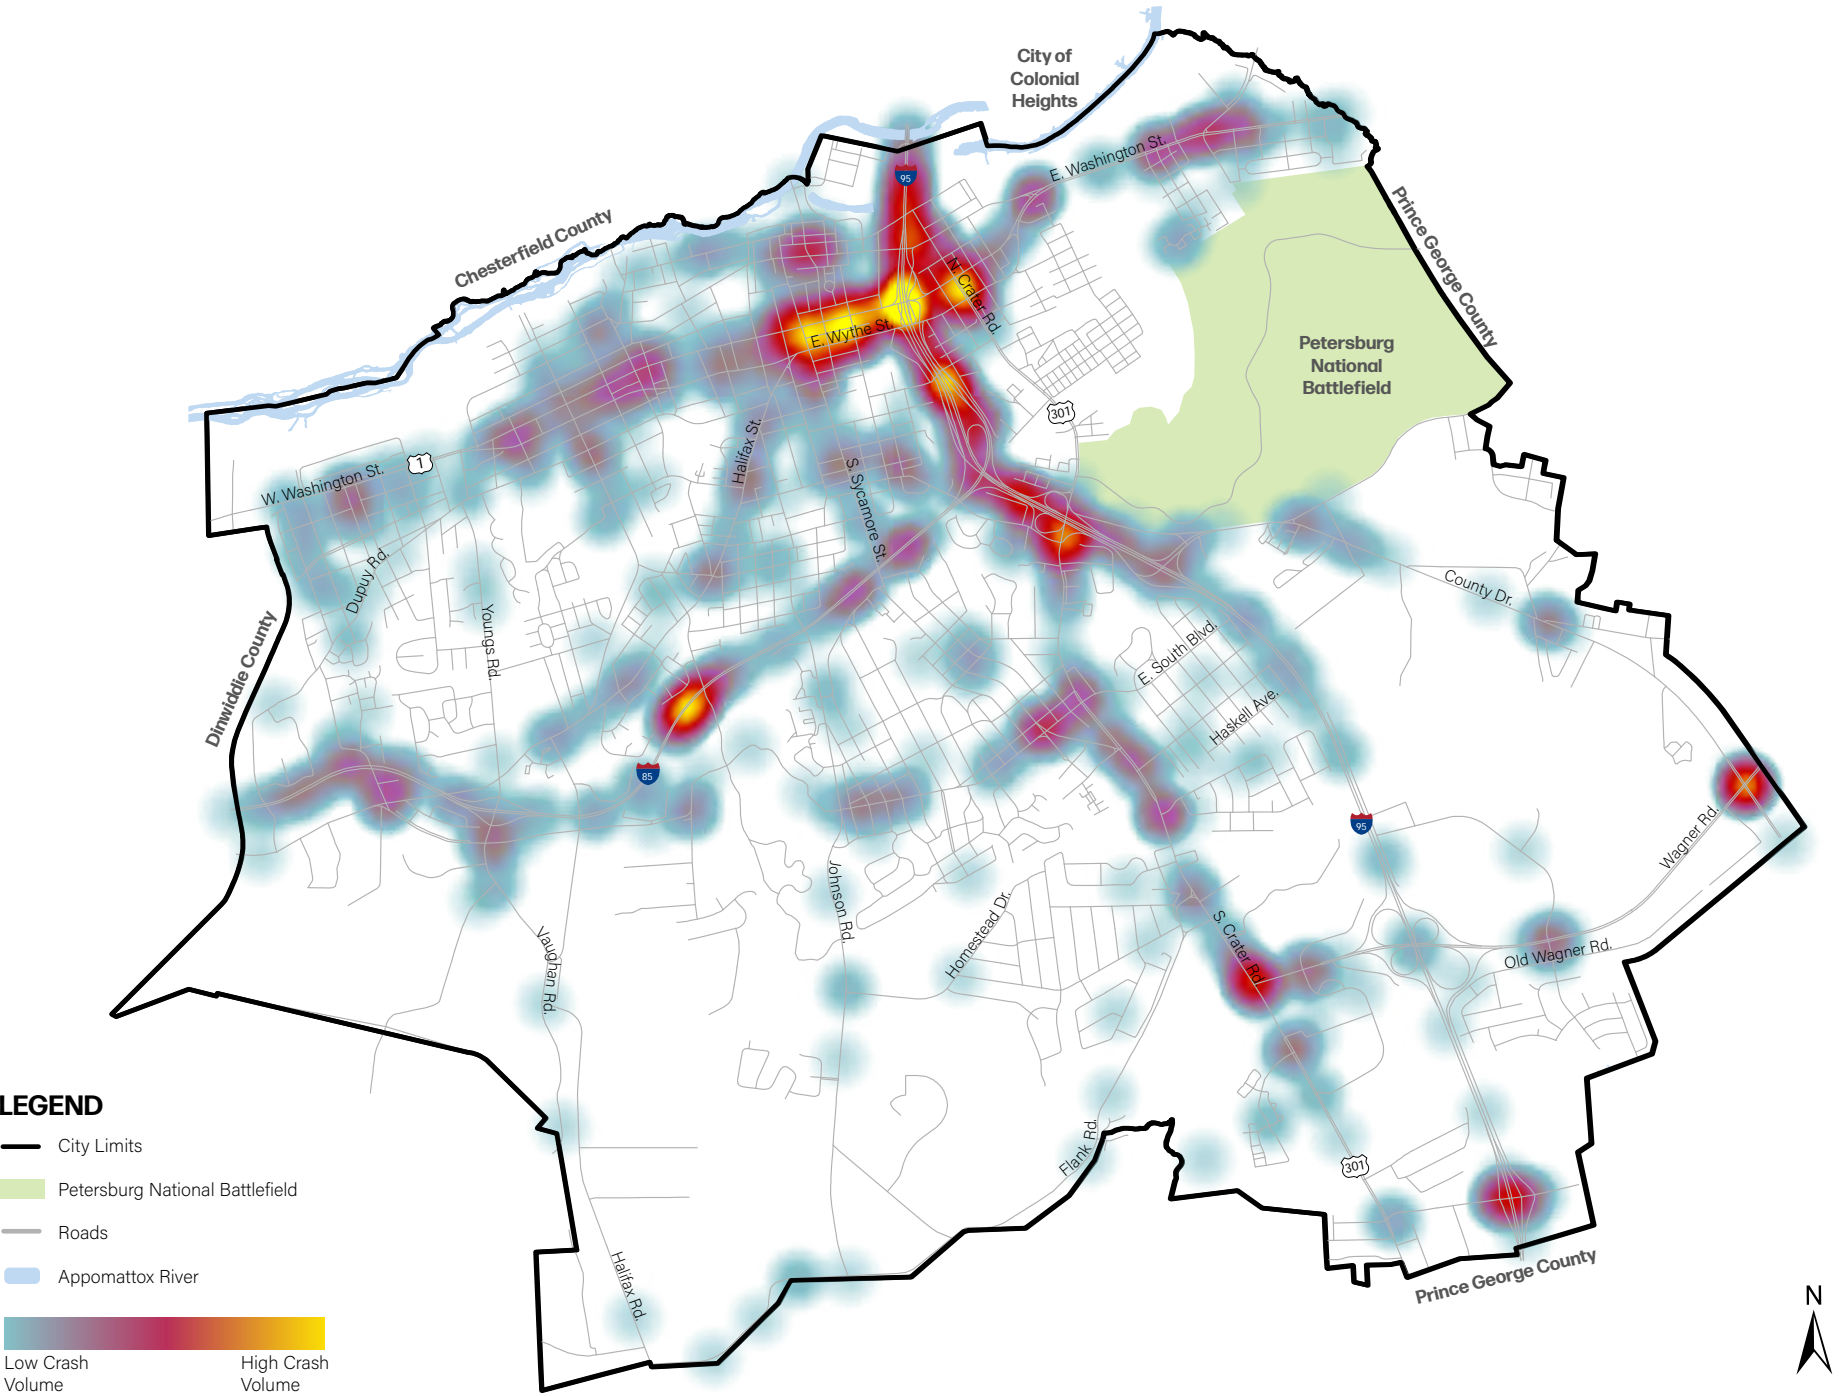 City of
Colonial
Heights
E. Washington St.
95
Chesterfield County
Prince George County
N. Crater Rd.
E. Wythe St.
Petersburg
National
Battlefield
301
Halifax St.
1
W. Washington St.
S. Sycamore St.
Dupuy Rd.
County Dr.
Youngs Rd.
Dinwiddie County
E. South Blvd.
Haskell Ave.
85
95
Wagner Rd.
Johnson Rd.
Homestead Dr.
S. Crater Rd.
Old Wagner Rd.
Vaughan Rd.
Flank Rd.
301
Halifax Rd.
Prince George County
LEGEND
City Limits
Petersburg National Battlefield
Roads
Appomattox River
Low Crash
Volume
High Crash
Volume
N